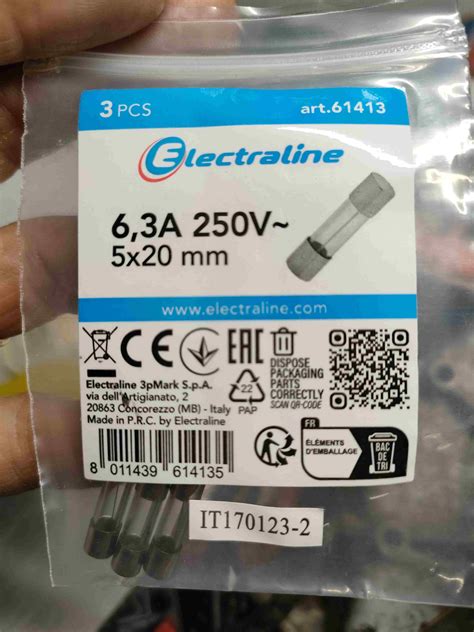 3 PCS
art.61413
Electraline
6,3A 250V~
5x20 mm
www.electraline.com
CE
EAC
Electraline 3pMark S.p.A.
via dell'Artigianato, 2
20863 Concorezzo (MB) - Italy
Made in P.R.C. by Electraline
22
PAP
DISPOSE
PACKAGING
PARTS
CORRECTLY
SCAN QR-CODE
FR
ÉLÉMENTS
D'EMBALLAGE
BAC
DE
TRI
8 011439 614135
IT170123-2